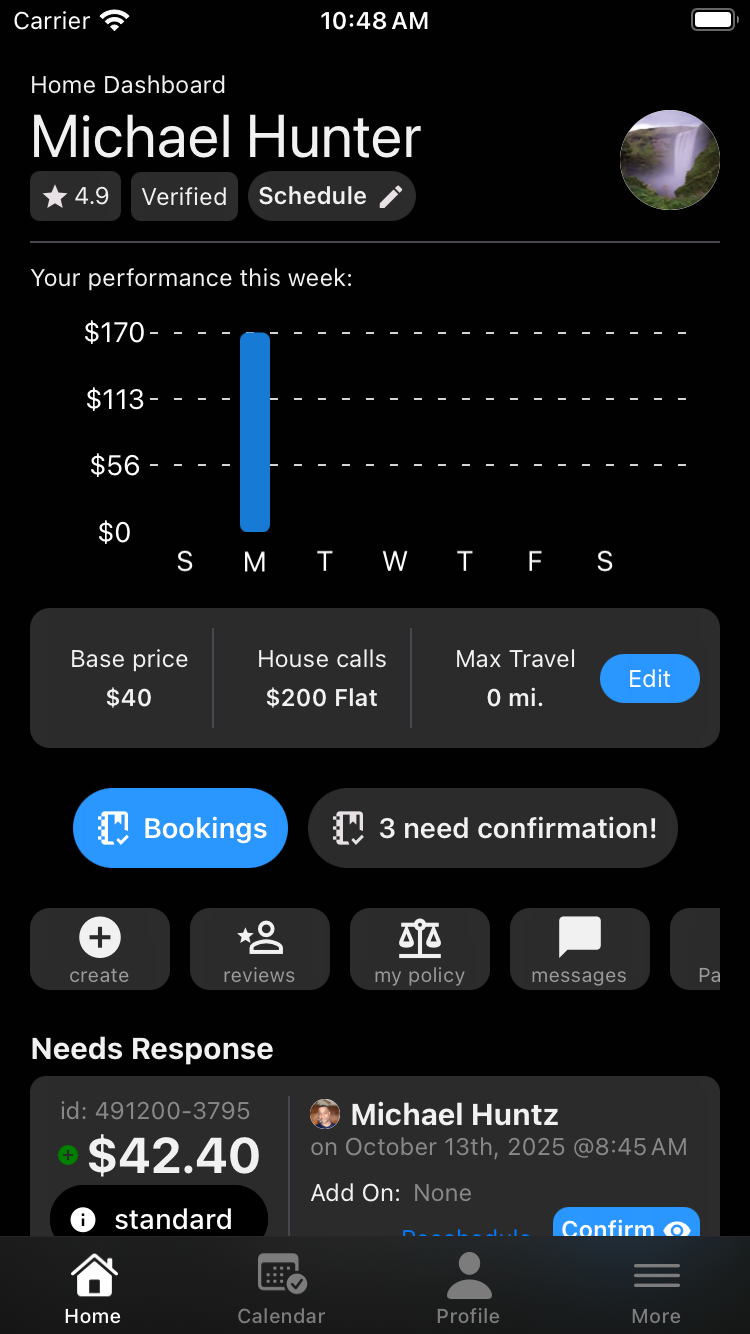 Carrier 10:48 AM
Home Dashboard
Michael Hunter
4.9 Verified Schedule
Your performance this week:
$170
$113
$56
$0
S M T W T F S
Base price House calls Max Travel
$40 $200 Flat 0 mi.
Edit
Bookings 3 need confirmation!
create reviews my policy messages Pa
Needs Response
id: 491200-3795
$42.40
standard
Michael Huntz
on October 13th, 2025 @8:45 AM
Add On: None
Reschedule Confirm
Home Calendar Profile More